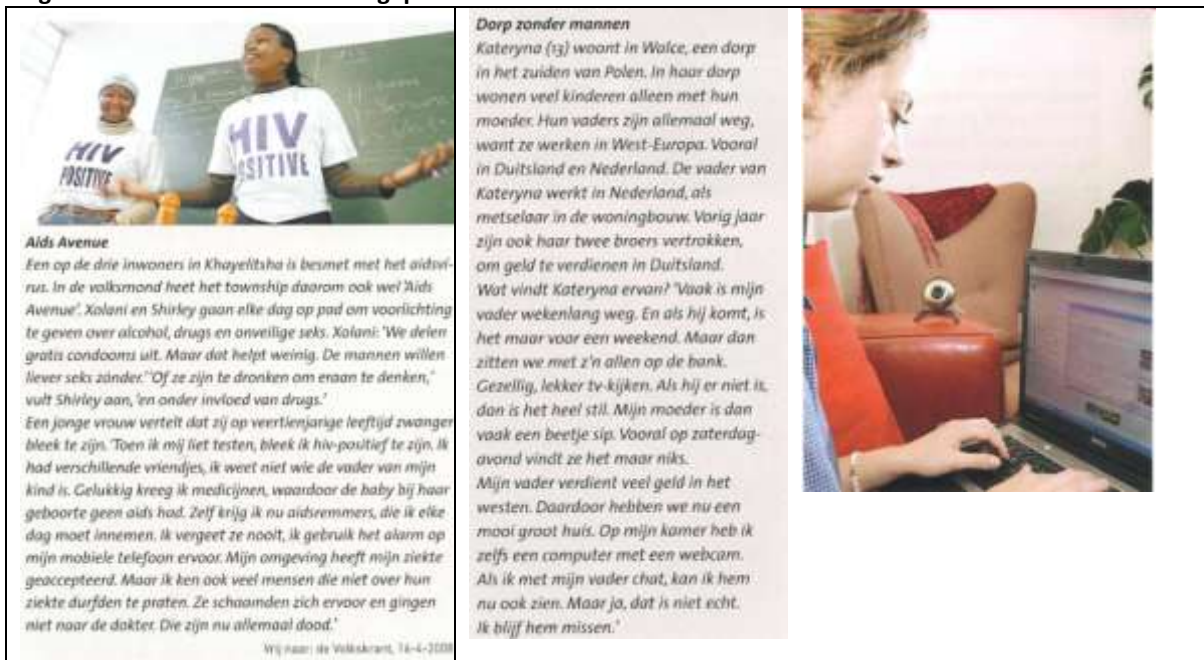 HIV
POSITIVE
HIV
POSITIVE
Aids Avenue
Een op de drie inwoners in Khayelitsha is besmet met het aidsvi-
rus. In de volksmond heet het township daarom ook wel 'Aids
Avenue'. Xolani en Shirley gaan elke dag op pad om voorlichting
te geven over alcohol, drugs en onveilige seks. Xolani: 'We delen
gratis condooms uit. Maar dat helpt weinig. De mannen willen
liever seks zónder.' 'Of ze zijn te dronken om eraan te denken,'
vult Shirley aan, 'en onder invloed van drugs.'
Een jonge vrouw vertelt dat zij op veertienjarige leeftijd zwanger
bleek te zijn. 'Toen ik mij liet testen, bleek ik hiv-positief te zijn. Ik
had verschillende vriendjes, ik weet niet wie de vader van mijn
kind is. Gelukkig kreeg ik medicijnen, waardoor de baby bij haar
geboorte geen aids had. Zelf krijg ik nu aidsremmers, die ik elke
dag moet innemen. Ik vergeet ze nooit, ik gebruik het alarm op
mijn mobiele telefoon ervoor. Mijn omgeving heeft mijn ziekte
geaccepteerd. Maar ik ken ook veel mensen die niet over hun
ziekte durfden te praten. Ze schaamden zich ervoor en gingen
niet naar de dokter. Die zijn nu allemaal dood.'
Vrij naar: de Volkskrant, 16-4-2008
Dorp zonder mannen
Kateryna (13) woont in Walce, een dorp
in het zuiden van Polen. In haar dorp
wonen veel kinderen alleen met hun
moeder. Hun vaders zijn allemaal weg,
want ze werken in West-Europa. Vooral
in Duitsland en Nederland. De vader van
Kateryna werkt in Nederland, als
metselaar in de woningbouw. Vorig jaar
zijn ook haar twee broers vertrokken,
om geld te verdienen in Duitsland.
Wat vindt Kateryna ervan? 'Vaak is mijn
vader wekenlang weg. En als hij komt, is
het maar voor een weekend. Maar dan
zitten we met z'n allen op de bank.
Gezellig, lekker tv-kijken. Als hij er niet is,
dan is het heel stil. Mijn moeder is dan
vaak een beetje sip. Vooral op zaterdag-
avond vindt ze het maar niks.
Mijn vader verdient veel geld in het
westen. Daardoor hebben we nu een
mooi groot huis. Op mijn kamer heb ik
zelfs een computer met een webcam.
Als ik met mijn vader chat, kan ik hem
nu ook zien. Maar ja, dat is niet echt.
Ik blijf hem missen.'